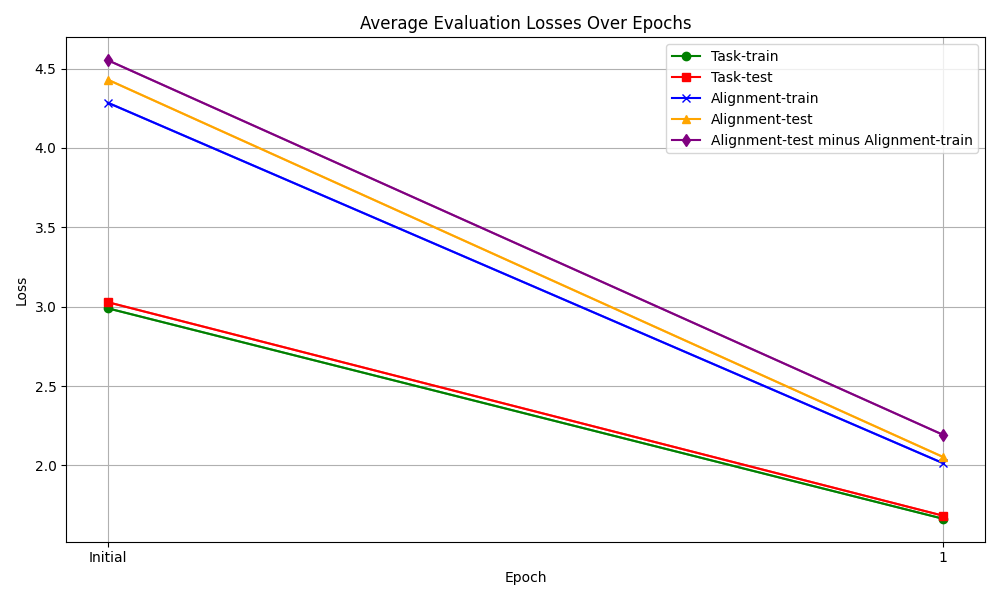 Average Evaluation Losses Over Epochs
Task-train
Task-test
Alignment-train
Alignment-test
Alignment-test minus Alignment-train
4.5
4.0
3.5
3.0
2.5
2.0
Loss
Initial
1
Epoch